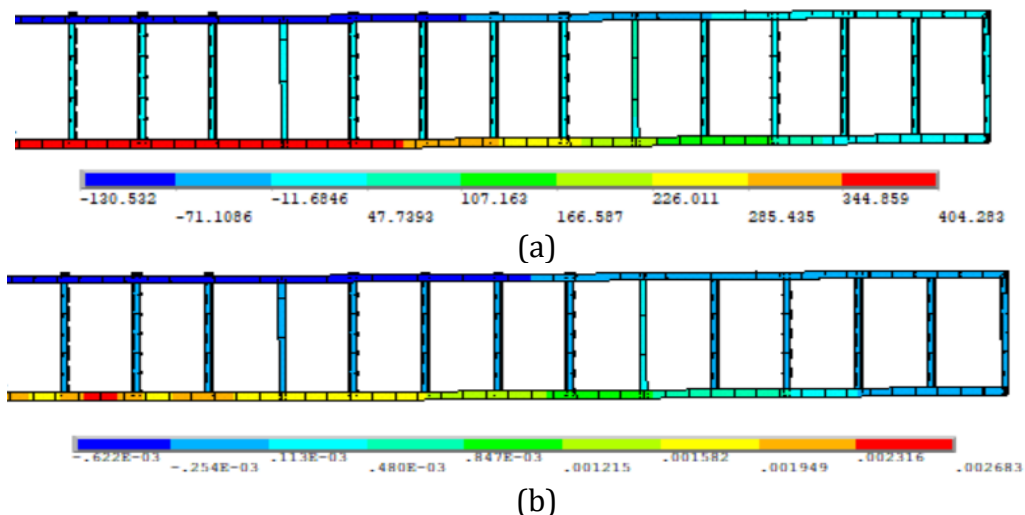 -130.532 -11.6846 107.163 226.011 344.859
-71.1086 47.7393 166.587 285.435 404.283
(a)
-.622E-03 .113E-03 .847E-03 .001582 .002316
-.254E-03 .480E-03 .001215 .001949 .002683
(b)